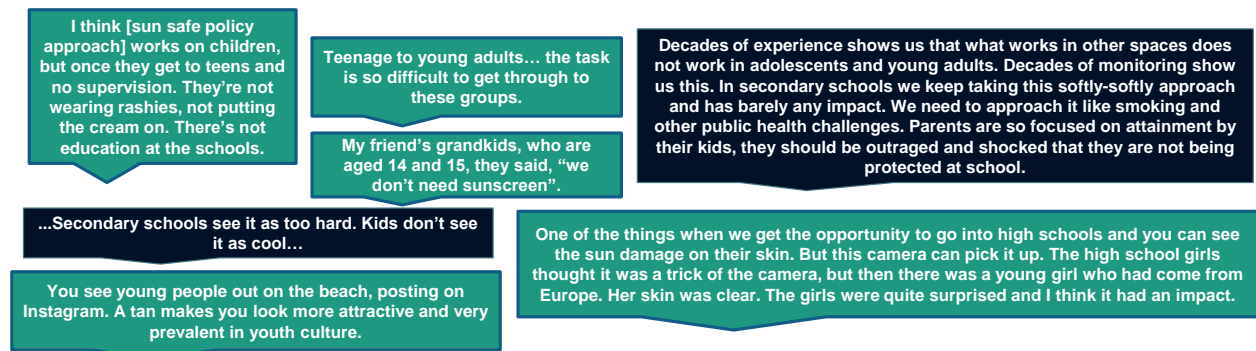 I think [sun safe policy
approach] works on children,
but once they get to teens and
no supervision. They're not
wearing rashies, not putting
the cream on. There's not
education at the schools.
Teenage to young adults… the task
is so difficult to get through to
these groups.
My friend's grandkids, who are
aged 14 and 15, they said, "we
don't need sunscreen".
Decades of experience shows us that what works in other spaces does
not work in adolescents and young adults. Decades of monitoring show
us this. In secondary schools we keep taking this softly-softly approach
and has barely any impact. We need to approach it like smoking and
other public health challenges. Parents are so focused on attainment by
their kids, they should be outraged and shocked that they are not being
protected at school.
...Secondary schools see it as too hard. Kids don't see
it as cool…
One of the things when we get the opportunity to go into high schools and you can see
the sun damage on their skin. But this camera can pick it up. The high school girls
thought it was a trick of the camera, but then there was a young girl who had come from
Europe. Her skin was clear. The girls were quite surprised and I think it had an impact.
You see young people out on the beach, posting on
Instagram. A tan makes you look more attractive and very
prevalent in youth culture.